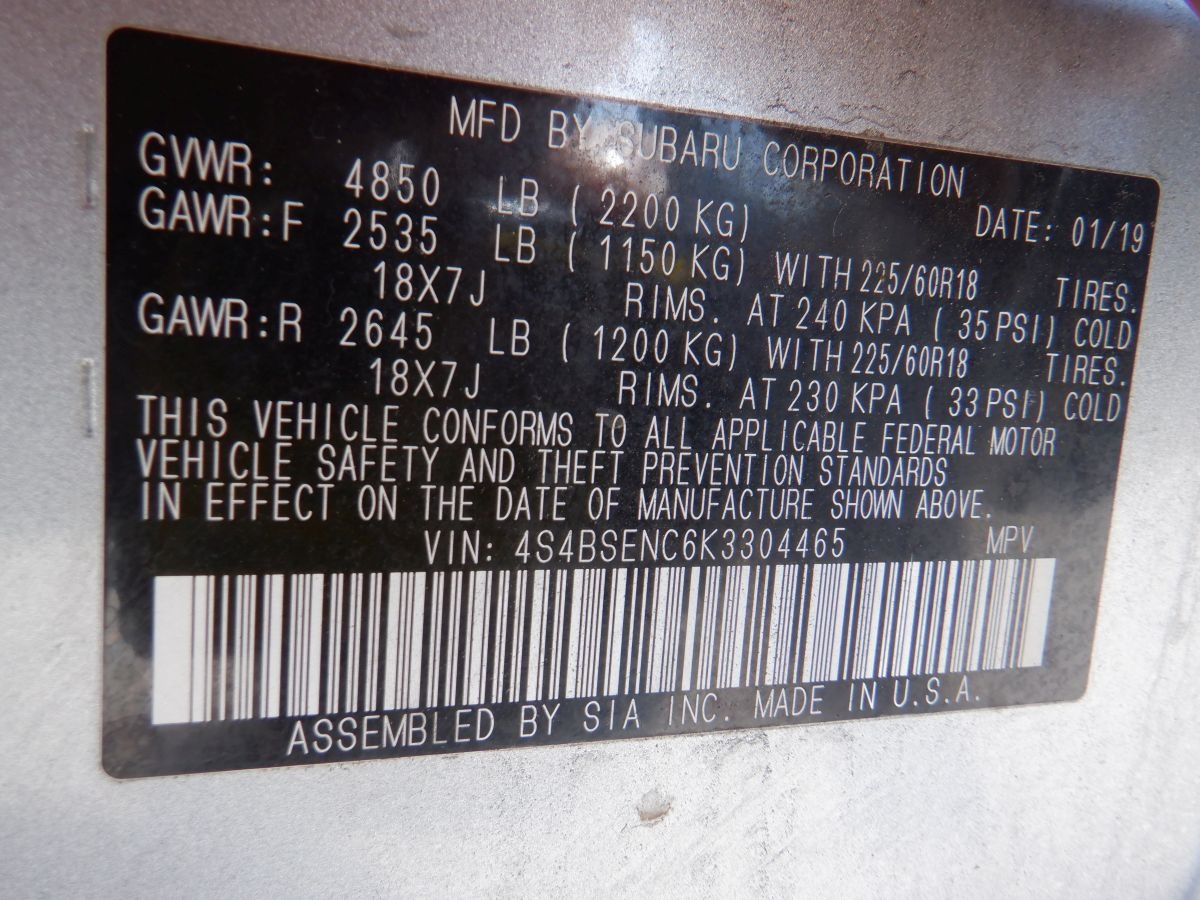 MFD BY SUBARU CORPORATION
GVWR: 4850 LB ( 2200 KG) DATE: 01/19
GAWR:F 2535 LB ( 1150 KG) WITH 225/60R18 TIRES.
18X7J RIMS. AT 240 KPA ( 35 PSI) COLD
GAWR:R 2645 LB ( 1200 KG) WITH 225/60R18 TIRES.
18X7J RIMS. AT 230 KPA ( 33 PSI) COLD
THIS VEHICLE CONFORMS TO ALL APPLICABLE FEDERAL MOTOR
VEHICLE SAFETY AND THEFT PREVENTION STANDARDS
IN EFFECT ON THE DATE OF MANUFACTURE SHOWN ABOVE.
VIN: 4S4BSENC6K3304465 MPV
ASSEMBLED BY SIA INC. MADE IN U.S.A.